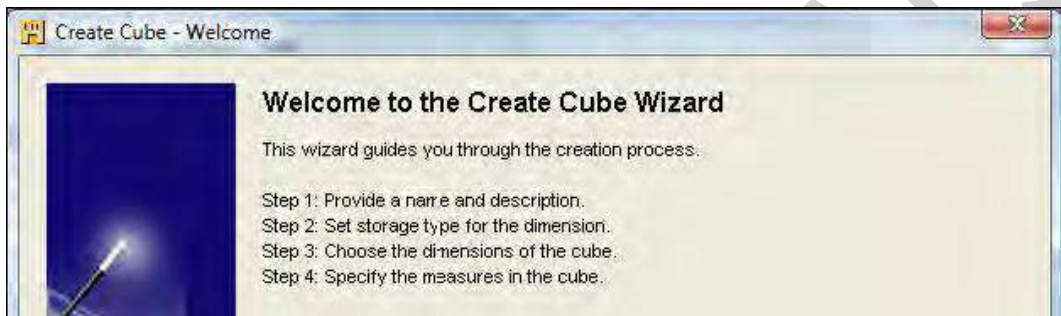 Create Cube - Welcome
Welcome to the Create Cube Wizard
This wizard guides you through the creation process.
Step 1: Provide a name and description.
Step 2: Set storage type for the dimension.
Step 3: Choose the dimensions of the cube.
Step 4: Specify the measures in the cube.